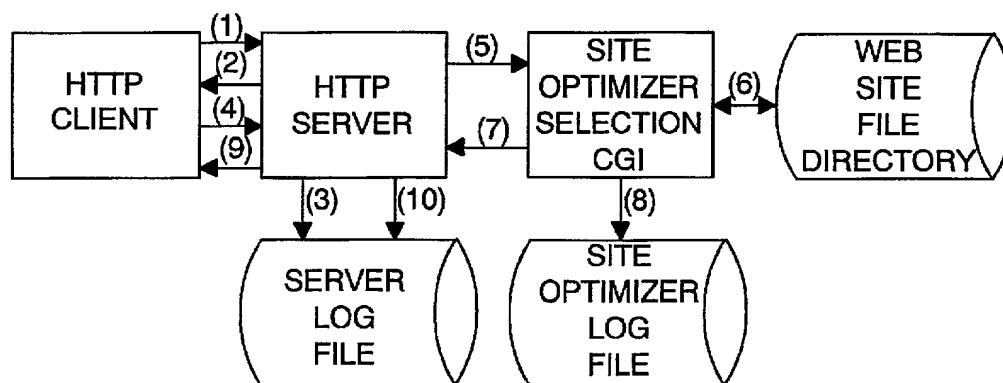 (1)
(2)
(4)
(9)
HTTP
CLIENT
HTTP
SERVER
(5)
(7)
SITE
OPTIMIZER
SELECTION
CGI
(6)
WEB
SITE
FILE
DIRECTORY
(3)
(10)
(8)
SERVER
LOG
FILE
SITE
OPTIMIZER
LOG
FILE